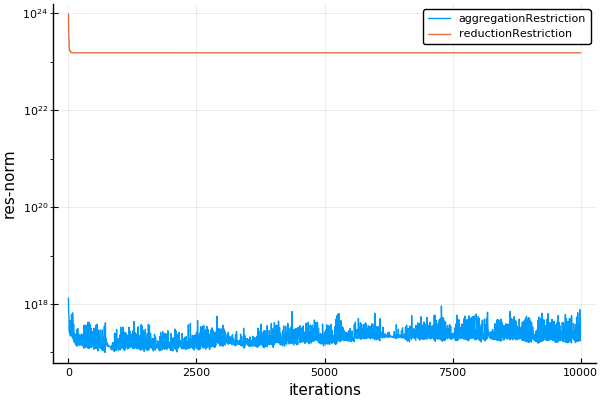 10²⁴
aggregationRestriction
reductionRestriction
10²²
res-norm
10²⁰
10¹⁸
0 2500 5000 7500 10000
iterations